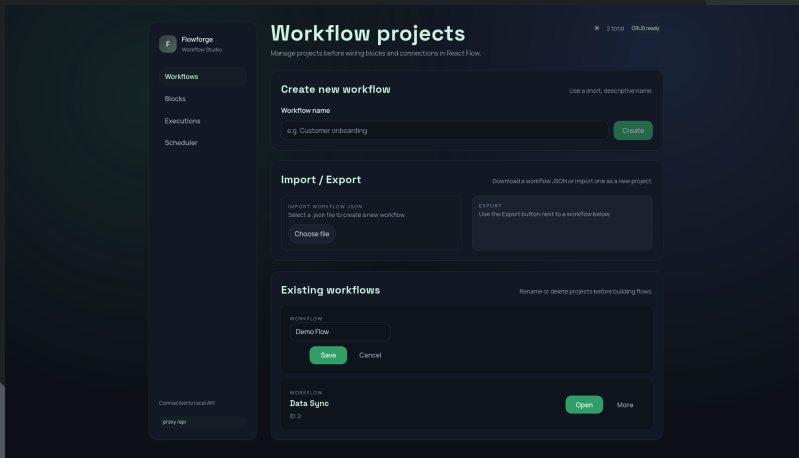 F
Flowforge
Workflow Studio
Workflows
Blocks
Executions
Scheduler
Connected to local API
proxy /api
Workflow projects
Manage projects before wiring blocks and connections in React Flow.
2 total
CRUD ready
Create new workflow
Use a short, descriptive name.
Workflow name
e.g. Customer onboarding
Create
Import / Export
Download a workflow JSON or import one as a new project.
IMPORT WORKFLOW JSON
Select a .json file to create a new workflow.
Choose file
EXPORT
Use the Export button next to a workflow below.
Existing workflows
Rename or delete projects before building flows.
WORKFLOW
Demo Flow
Save
Cancel
WORKFLOW
Data Sync
ID: 2
Open
More